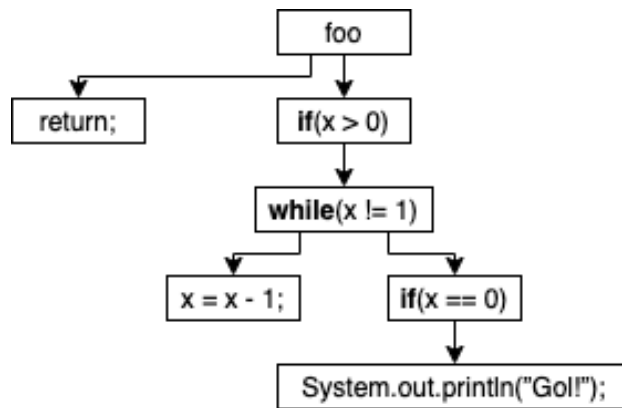 foo
return;
if(x > 0)
while(x != 1)
x = x - 1;
if(x == 0)
System.out.println("Gol!");